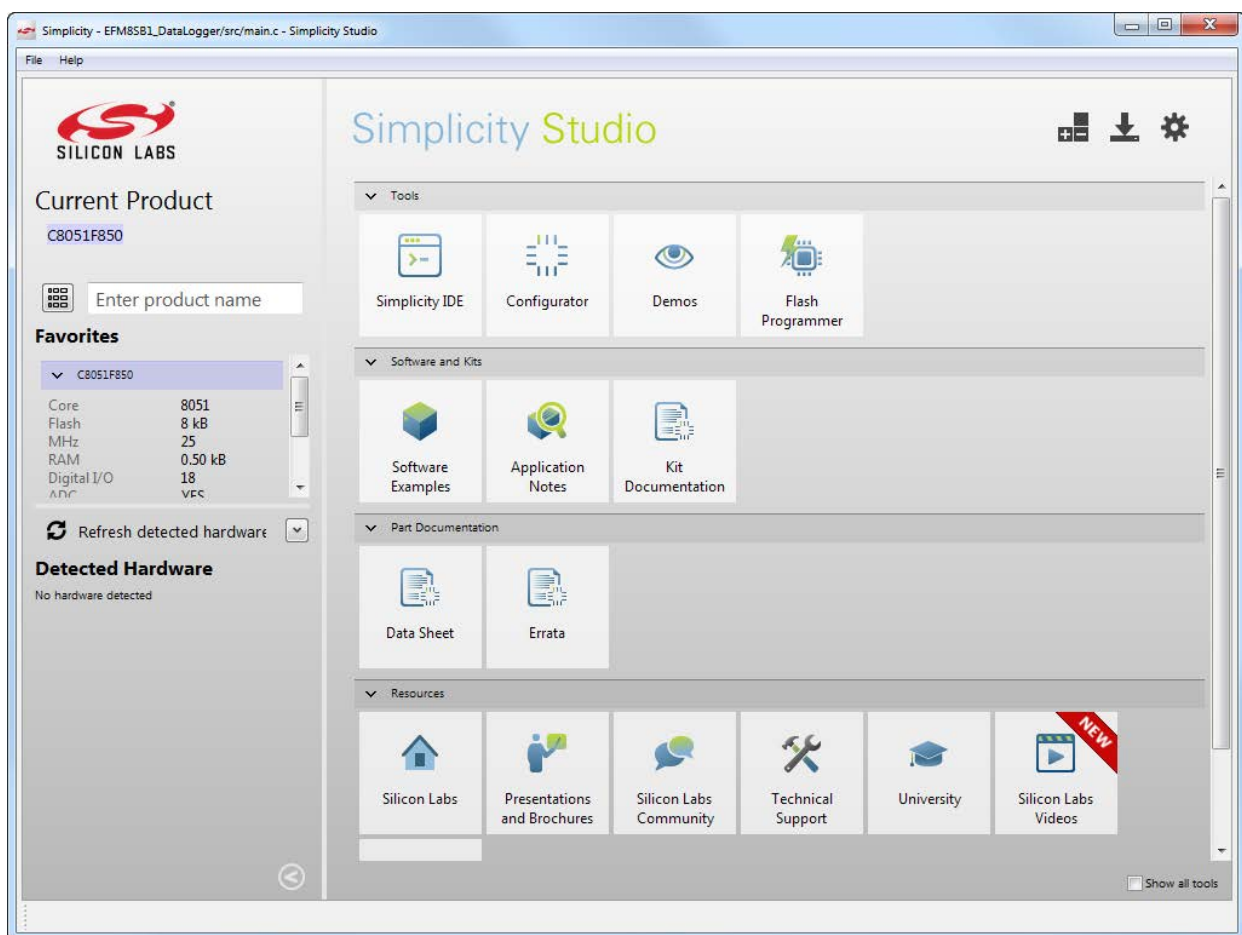 Simplicity - EFM8SB1_DataLogger/src/main.c - Simplicity Studio
File Help
SILICON LABS
Simplicity Studio
Current Product
C8051F850
Enter product name
Favorites
C8051F850
Core 8051
Flash 8 kB
MHz 25
RAM 0.50 kB
Digital I/O 18
ADC YES
Refresh detected hardware
Detected Hardware
No hardware detected
Tools
Simplicity IDE
Configurator
Demos
Flash
Programmer
Software and Kits
Software
Examples
Application
Notes
Kit
Documentation
Part Documentation
Data Sheet
Errata
Resources
Silicon Labs
Presentations
and Brochures
Silicon Labs
Community
Technical
Support
University
NEW
Silicon Labs
Videos
Show all tools